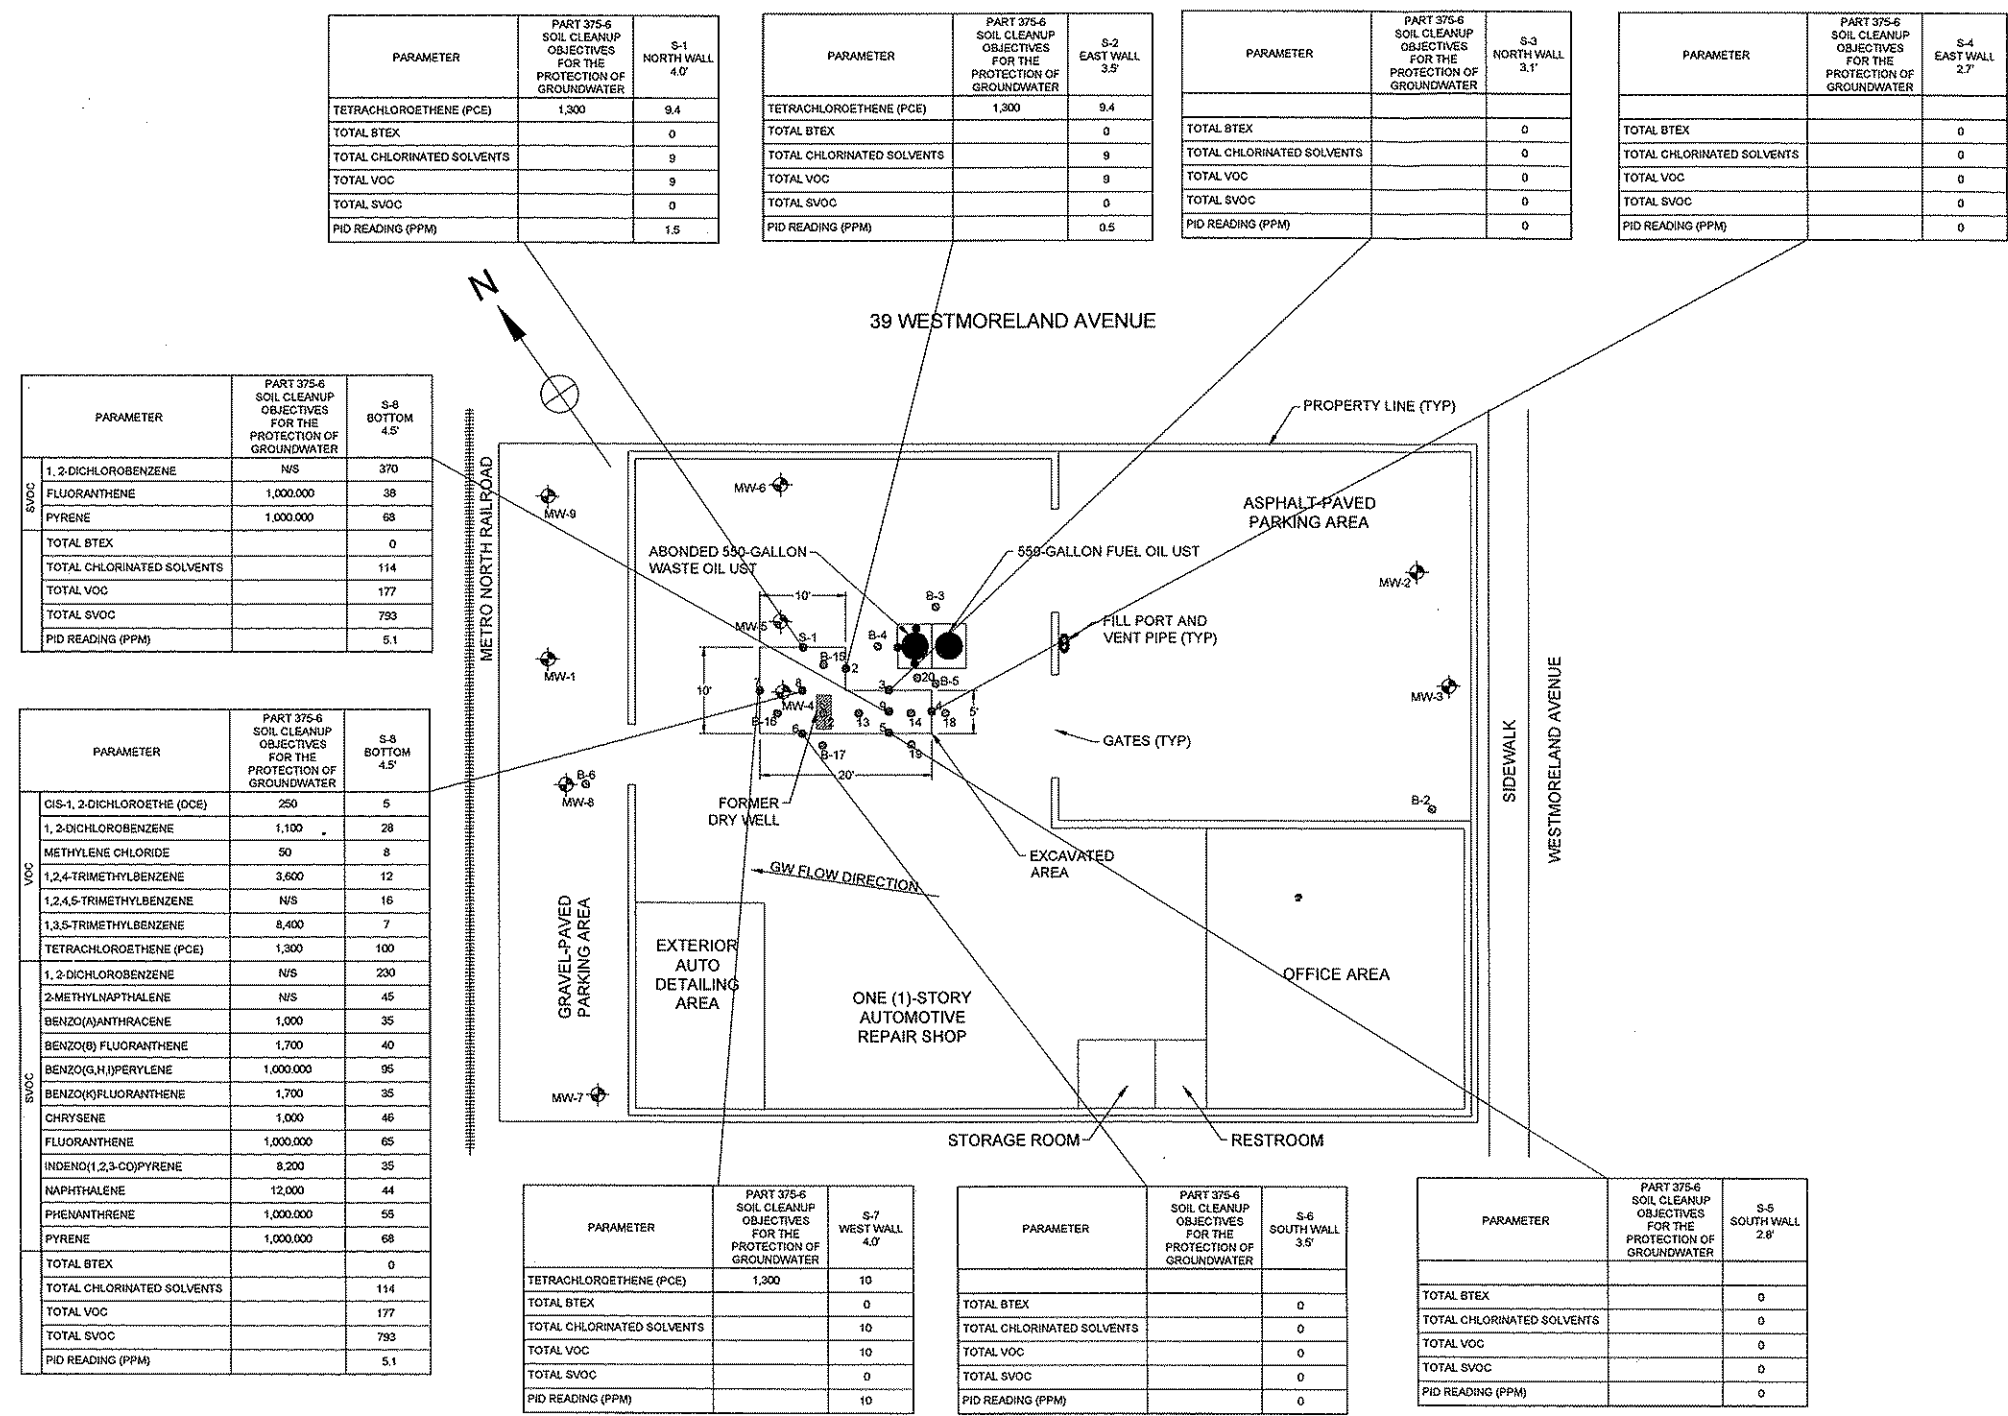 PARAMETER
PART 375-6
SOIL CLEANUP
OBJECTIVES
FOR THE
PROTECTION OF
GROUNDWATER
S-1
NORTH WALL
4.0'
TETRACHLOROETHENE (PCE) 1,300 9.4
TOTAL BTEX 0
TOTAL CHLORINATED SOLVENTS 9
TOTAL VOC 9
TOTAL SVOC 0
PID READING (PPM) 1.5
PARAMETER
PART 375-6
SOIL CLEANUP
OBJECTIVES
FOR THE
PROTECTION OF
GROUNDWATER
S-2
EAST WALL
3.5'
TETRACHLOROETHENE (PCE) 1,300 9.4
TOTAL BTEX 0
TOTAL CHLORINATED SOLVENTS 9
TOTAL VOC 9
TOTAL SVOC 0
PID READING (PPM) 0.5
PARAMETER
PART 375-6
SOIL CLEANUP
OBJECTIVES
FOR THE
PROTECTION OF
GROUNDWATER
S-3
NORTH WALL
3.1'
TOTAL BTEX 0
TOTAL CHLORINATED SOLVENTS 0
TOTAL VOC 0
TOTAL SVOC 0
PID READING (PPM) 0
PARAMETER
PART 375-6
SOIL CLEANUP
OBJECTIVES
FOR THE
PROTECTION OF
GROUNDWATER
S-4
EAST WALL
2.7'
TOTAL BTEX 0
TOTAL CHLORINATED SOLVENTS 0
TOTAL VOC 0
TOTAL SVOC 0
PID READING (PPM) 0
N
39 WESTMORELAND AVENUE
PARAMETER
PART 375-6
SOIL CLEANUP
OBJECTIVES
FOR THE
PROTECTION OF
GROUNDWATER
S-8
BOTTOM
4.5'
SVOC
1, 2-DICHLOROBENZENE N/S 370
FLUORANTHENE 1,000.000 38
PYRENE 1,000.000 68
TOTAL BTEX 0
TOTAL CHLORINATED SOLVENTS 114
TOTAL VOC 177
TOTAL SVOC 793
PID READING (PPM) 5.1
PARAMETER
PART 375-6
SOIL CLEANUP
OBJECTIVES
FOR THE
PROTECTION OF
GROUNDWATER
S-8
BOTTOM
4.5'
VOC
CIS-1, 2-DICHLOROETHE (DCE) 250 5
1, 2-DICHLOROBENZENE 1,100 28
METHYLENE CHLORIDE 50 8
1,2,4-TRIMETHYLBENZENE 3,600 12
1,2,4,5-TRIMETHYLBENZENE N/S 16
1,3,5-TRIMETHYLBENZENE 8,400 7
TETRACHLOROETHENE (PCE) 1,300 100
SVOC
1, 2-DICHLOROBENZENE N/S 230
2-METHYLNAPTHALENE N/S 45
BENZO(A)ANTHRACENE 1,000 35
BENZO(B) FLUORANTHENE 1,700 40
BENZO(G,H,I)PERYLENE 1,000.000 95
BENZO(K)FLUORANTHENE 1,700 35
CHRYSENE 1,000 46
FLUORANTHENE 1,000.000 65
INDENO(1,2,3-CD)PYRENE 8,200 35
NAPHTHALENE 12,000 44
PHENANTHRENE 1,000.000 55
PYRENE 1,000.000 68
TOTAL BTEX 0
TOTAL CHLORINATED SOLVENTS 114
TOTAL VOC 177
TOTAL SVOC 793
PID READING (PPM) 5.1
METRO NORTH RAILROAD
PROPERTY LINE (TYP)
MW-6
MW-9
ASPHALT-PAVED
PARKING AREA
ABONDED 550-GALLON
WASTE OIL UST
550-GALLON FUEL OIL UST
MW-2
10'
B-3
MW-5
S-1
B-4
FILL PORT AND
VENT PIPE (TYP)
B-15
2
MW-1
20
B-5
MW-3
10'
7
8
3
MW-4
B-16
12
13
9
14
4
18
5'
6
5
B-17
19
GATES (TYP)
20'
B-6
MW-8
FORMER
DRY WELL
B-2
EXCAVATED
AREA
GW FLOW DIRECTION
SIDEWALK
WESTMORELAND AVENUE
GRAVEL-PAVED
PARKING AREA
EXTERIOR
AUTO
DETAILING
AREA
ONE (1)-STORY
AUTOMOTIVE
REPAIR SHOP
OFFICE AREA
MW-7
STORAGE ROOM
RESTROOM
PARAMETER
PART 375-6
SOIL CLEANUP
OBJECTIVES
FOR THE
PROTECTION OF
GROUNDWATER
S-7
WEST WALL
4.0'
TETRACHLOROETHENE (PCE) 1,300 10
TOTAL BTEX 0
TOTAL CHLORINATED SOLVENTS 10
TOTAL VOC 10
TOTAL SVOC 0
PID READING (PPM) 10
PARAMETER
PART 375-6
SOIL CLEANUP
OBJECTIVES
FOR THE
PROTECTION OF
GROUNDWATER
S-6
SOUTH WALL
3.5'
TOTAL BTEX 0
TOTAL CHLORINATED SOLVENTS 0
TOTAL VOC 0
TOTAL SVOC 0
PID READING (PPM) 0
PARAMETER
PART 375-6
SOIL CLEANUP
OBJECTIVES
FOR THE
PROTECTION OF
GROUNDWATER
S-5
SOUTH WALL
2.8'
TOTAL BTEX 0
TOTAL CHLORINATED SOLVENTS 0
TOTAL VOC 0
TOTAL SVOC 0
PID READING (PPM) 0